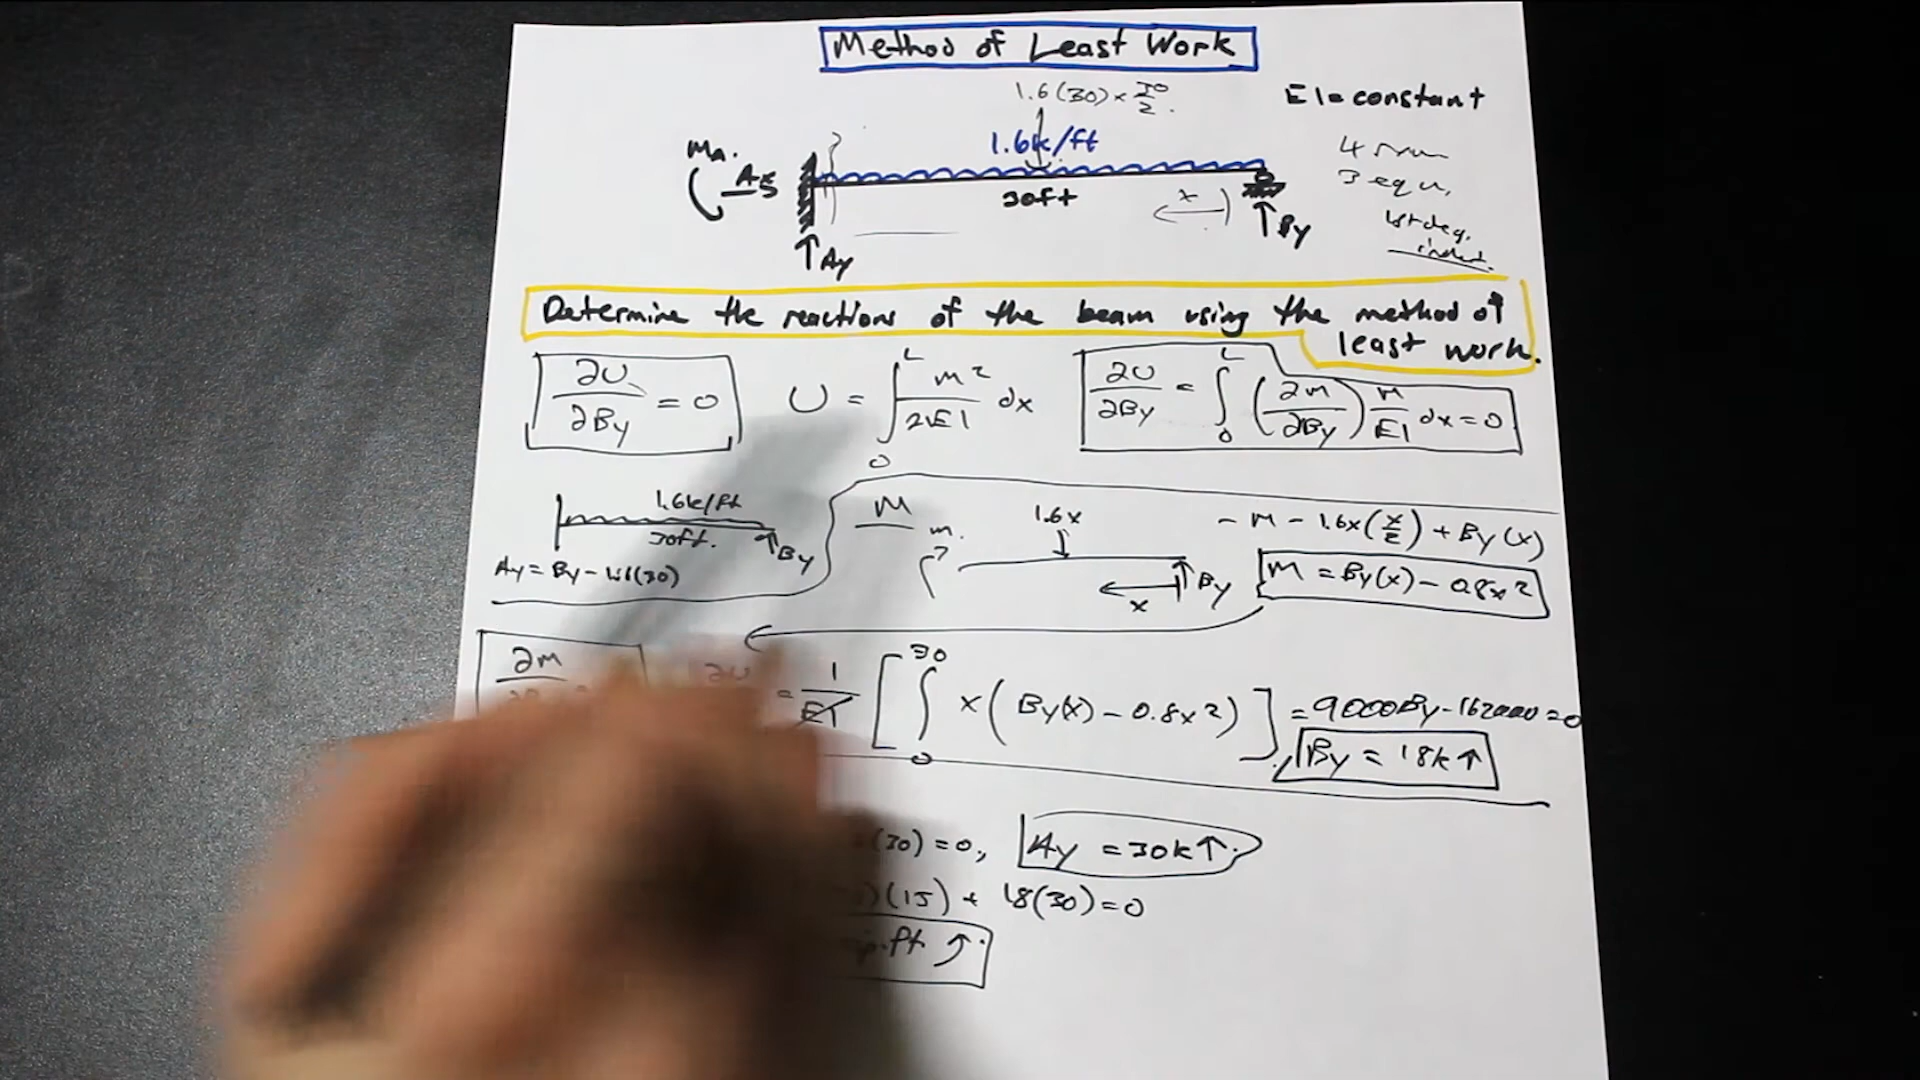 Method of Least Work
1.6(30) × 30/2
EI = constant
1.6k/ft
Ma.
Ax
30ft
x
By
Ay
3 equ.
1st deg.
indet.
Determine the reactions of the beam using the method of
least work.
∂U/∂By = 0
U = ∫₀ᴸ M²/2EI dx
∂U/∂By = ∫₀ᴸ (∂M/∂By) M/EI dx = 0
1.6k/ft
30ft.
By
Ay = By - 1.6(30)
M
m.
1.6x
x
By
- M - 1.6x(x/2) + By(x)
M = By(x) - 0.8x²
∂M
∂U
= 1/EI [∫₀³⁰ x(By(x) - 0.8x²)] = 9000By - 162000 = 0
By = 18k↑
(30) = 0, Ay = 30k↑.
)(15) + 18(30) = 0
p.ft